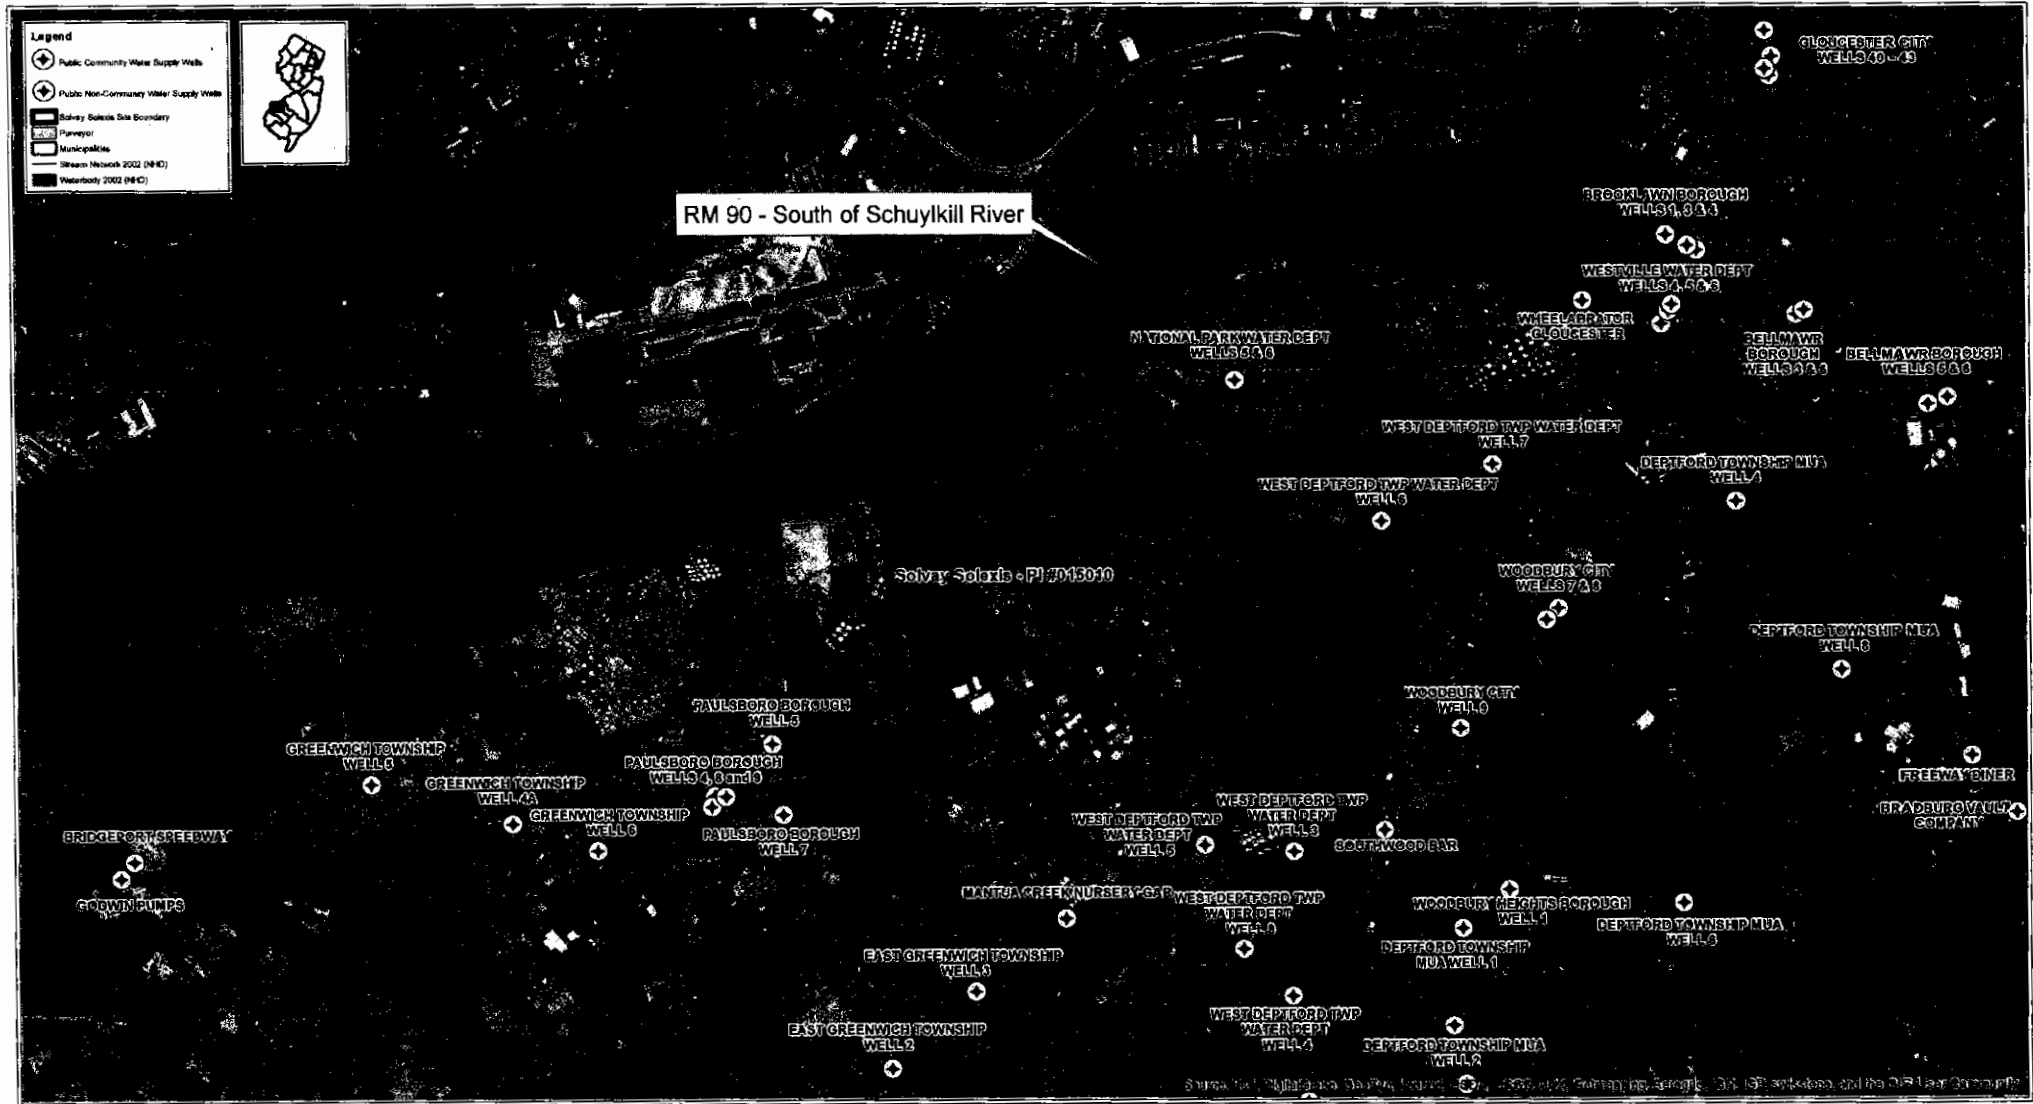 Legend
Public Community Water Supply Wells
Public Non-Community Water Supply Wells
Solvay Solexis Site Boundary
Purveyor
Municipalities
Stream Network 2002 (NHD)
Waterbody 2002 (NHD)
GLOUCESTER CITY
WELLS 40 - 43
RM 90 - South of Schuylkill River
BROOKLAWN BOROUGH
WELLS 1, 3 & 4
WESTVILLE WATER DEPT
WELLS 4, 5 & 6
WHEELABRATOR
GLOUCESTER
NATIONAL PARK WATER DEPT
WELLS 5 & 6
BELLMAWR
BOROUGH
WELLS 3 &
BELLMAWR BOROUGH
WELLS 5 & 6
WEST DEPTFORD TWP WATER DEPT
WELL 7
DEPTFORD TOWNSHIP MUA
WELL 4
WEST DEPTFORD TWP WATER DEPT
WELL 6
Solvay Solexis - PI #015010
WOODBURY CITY
WELLS 7 & 8
DEPTFORD TOWNSHIP MUA
WELL 8
WOODBURY CITY
WELL 9
PAULSBORO BOROUGH
WELL 5
GREENWICH TOWNSHIP
WELL 5
PAULSBORO BOROUGH
WELLS 4, 8 and 9
GREENWICH TOWNSHIP
WELL 4A
GREENWICH TOWNSHIP
WELL 6
PAULSBORO BOROUGH
WELL 7
FREEWAY DINER
BRADBURG VAULT
COMPANY
WEST DEPTFORD TWP
WATER DEPT
WELL 3
WEST DEPTFORD TWP
WATER DEPT
WELL 5
SOUTHWOOD BAR
BRIDGEPORT SPEEDWAY
GODWIN PUMPS
MANTUA CREEK NURSERY GAR
WEST DEPTFORD TWP
WATER DEPT
WELL 8
WOODBURY HEIGHTS BOROUGH
WELL 1
DEPTFORD TOWNSHIP MUA
WELL 6
DEPTFORD TOWNSHIP
MUA WELL 1
EAST GREENWICH TOWNSHIP
WELL 3
WEST DEPTFORD TWP
WATER DEPT
WELL 4
EAST GREENWICH TOWNSHIP
WELL 2
DEPTFORD TOWNSHIP MUA
WELL 2
and the GIS User Community